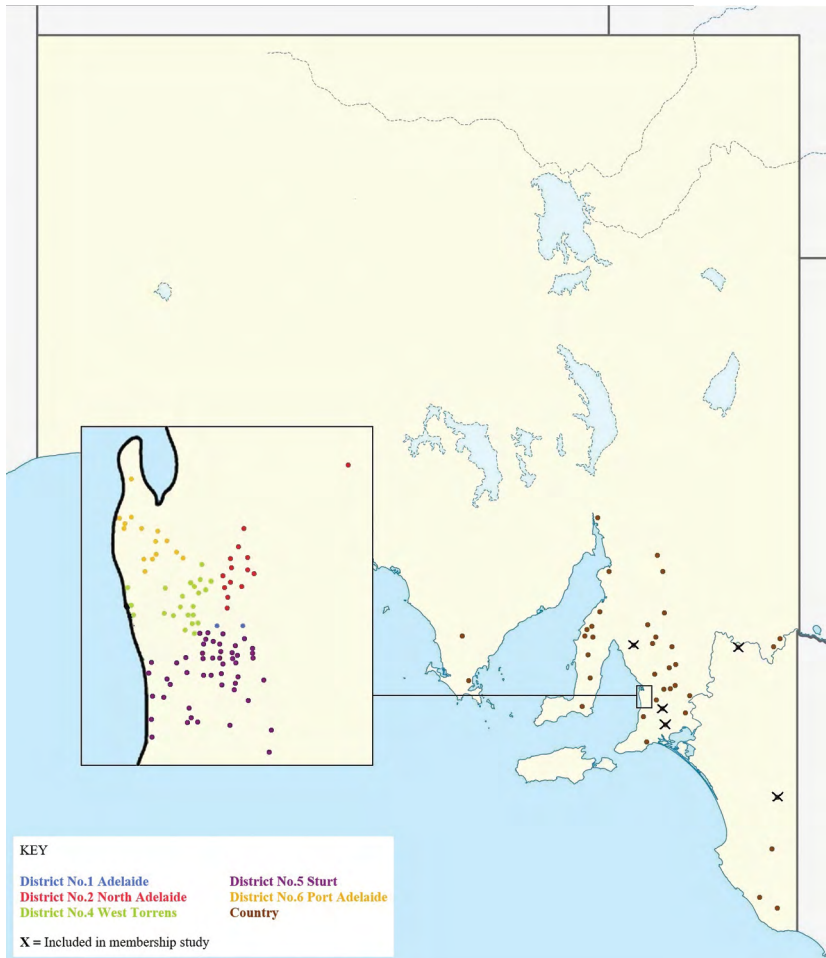 KEY
District No.1 Adelaide
District No.2 North Adelaide
District No.4 West Torrens
District No.5 Sturt
District No.6 Port Adelaide
Country
X = Included in membership study